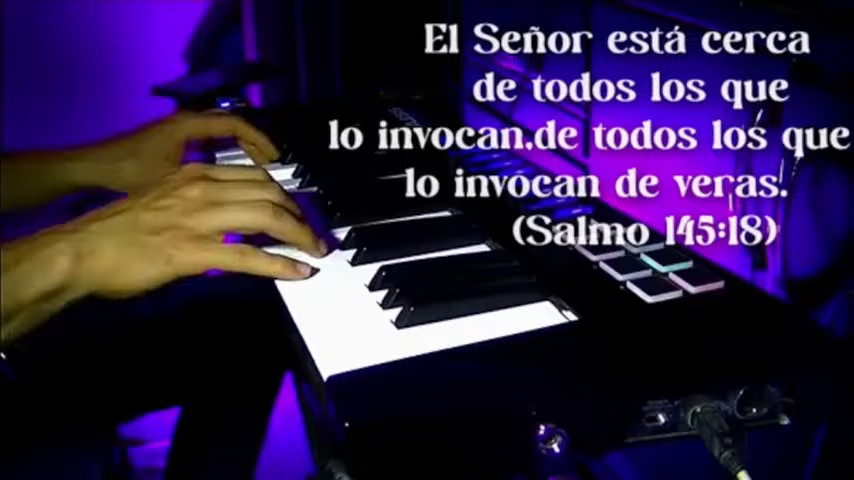 El Señor está cerca
de todos los que
lo invocan,de todos los que
lo invocan de veras.
(Salmo 145:18)